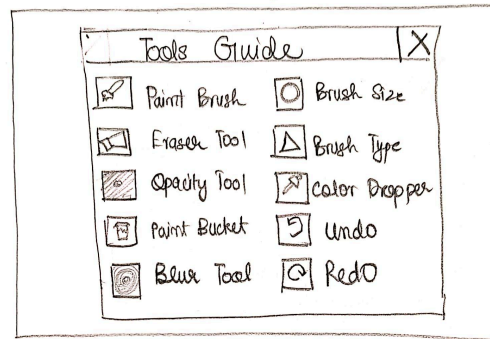 Tools Guide X
Paint Brush
Eraser Tool
Opacity Tool
Paint Bucket
Blur Tool
Brush Size
Brush Type
Color Dropper
Undo
Redo